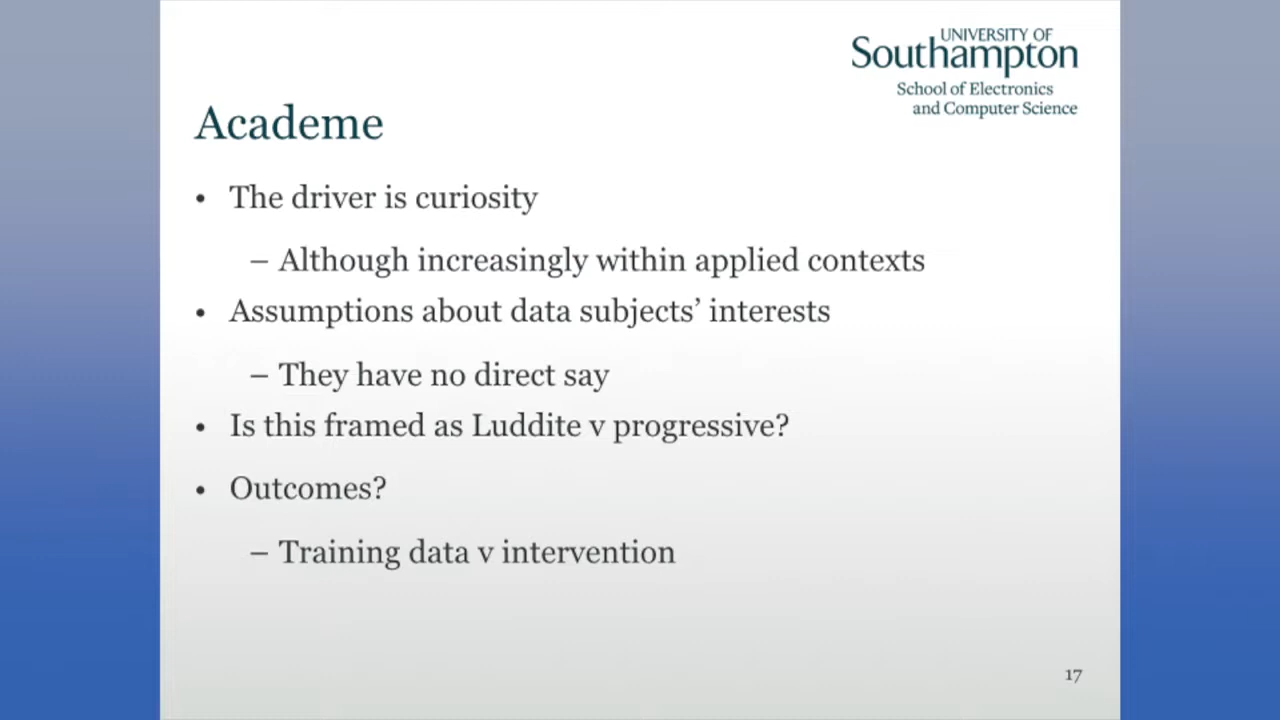 UNIVERSITY OF
Southampton
School of Electronics
and Computer Science
Academe
• The driver is curiosity
– Although increasingly within applied contexts
• Assumptions about data subjects’ interests
– They have no direct say
• Is this framed as Luddite v progressive?
• Outcomes?
– Training data v intervention
17